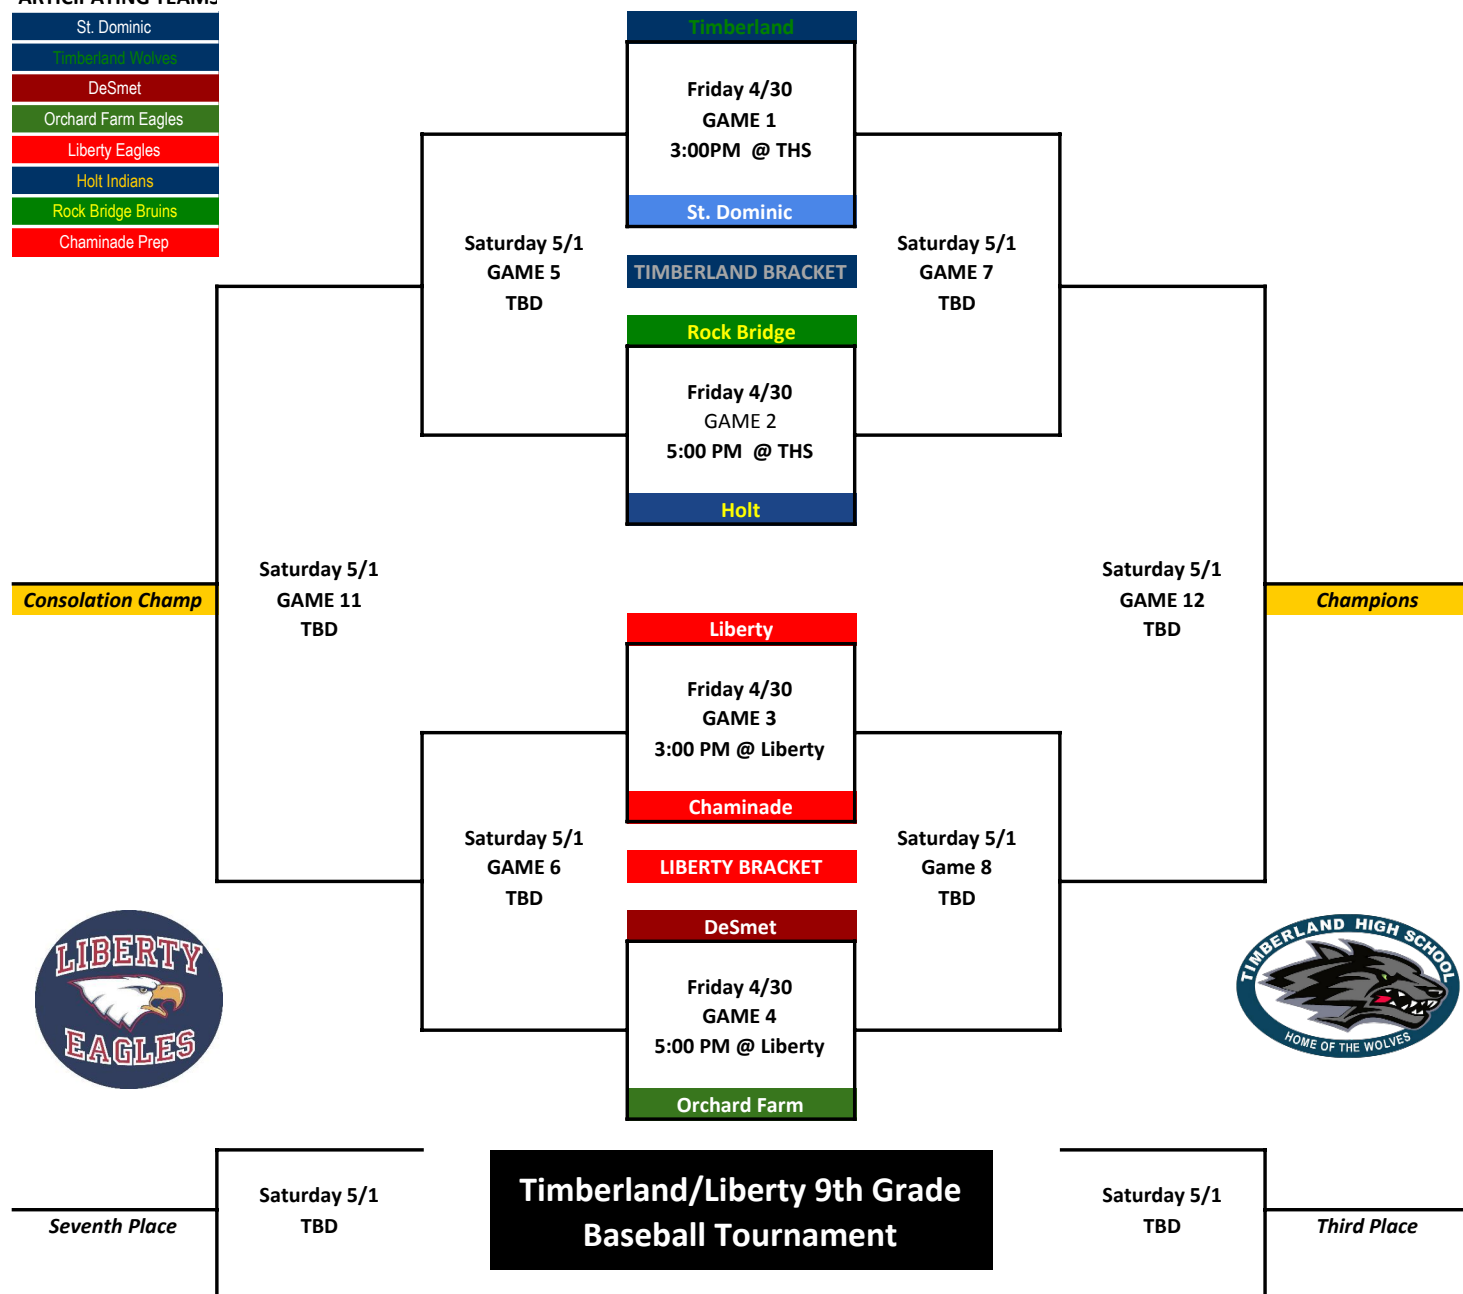 ARTICIPATING TEAMS
St. Dominic
Timberland Wolves
DeSmet
Orchard Farm Eagles
Liberty Eagles
Holt Indians
Rock Bridge Bruins
Chaminade Prep
Timberland
Friday 4/30
GAME 1
3:00PM @ THS
St. Dominic
Saturday 5/1
GAME 5
TBD
TIMBERLAND BRACKET
Saturday 5/1
GAME 7
TBD
Rock Bridge
Friday 4/30
GAME 2
5:00 PM @ THS
Holt
Saturday 5/1
GAME 11
TBD
Consolation Champ
Saturday 5/1
GAME 12
TBD
Champions
Liberty
Friday 4/30
GAME 3
3:00 PM @ Liberty
Chaminade
Saturday 5/1
GAME 6
TBD
LIBERTY BRACKET
Saturday 5/1
Game 8
TBD
DeSmet
Friday 4/30
GAME 4
5:00 PM @ Liberty
Orchard Farm
LIBERTY
EAGLES
TIMBERLAND HIGH SCHOOL
HOME OF THE WOLVES
Saturday 5/1
TBD
Seventh Place
Timberland/Liberty 9th Grade
Baseball Tournament
Saturday 5/1
TBD
Third Place